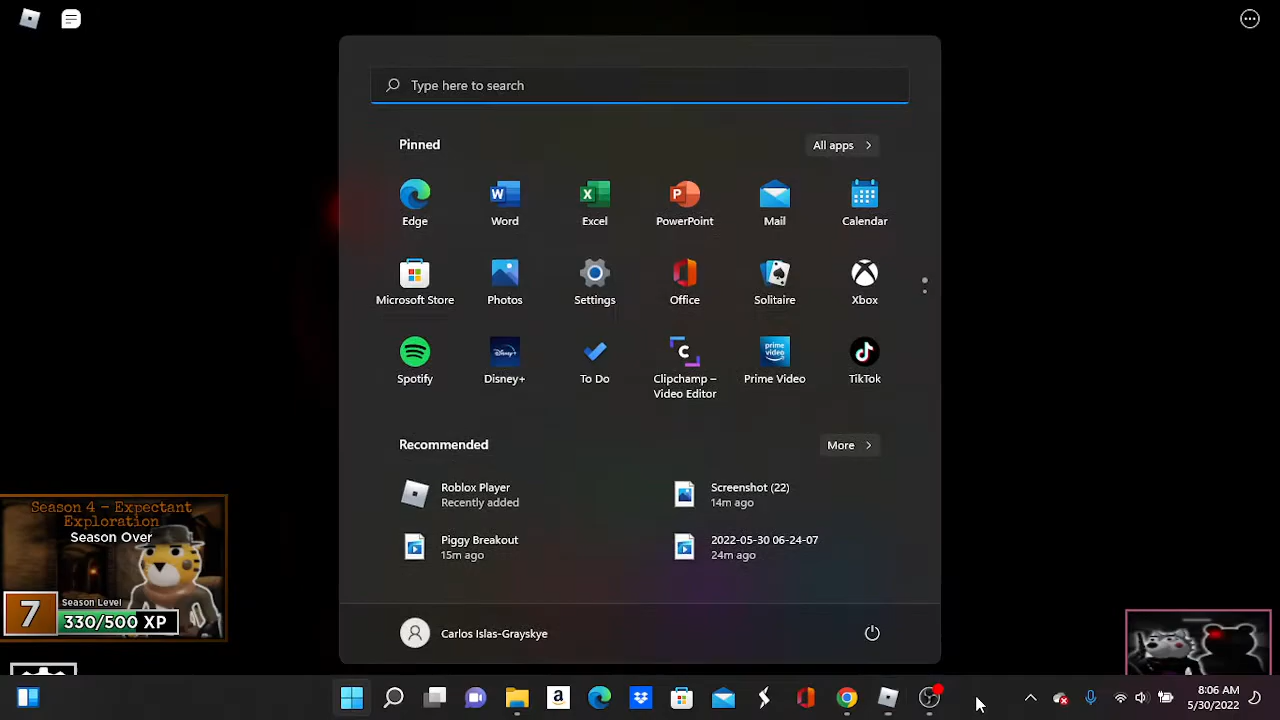 Type here to search
Pinned
All apps
Edge
Word
Excel
PowerPoint
Mail
Calendar
Microsoft Store
Photos
Settings
Office
Solitaire
Xbox
Spotify
Disney+
To Do
Clipchamp –
Video Editor
Prime Video
TikTok
Recommended
More
Roblox Player
Recently added
Screenshot (22)
14m ago
Piggy Breakout
15m ago
2022-05-30 06-24-07
24m ago
Season 4 - Expectant
Exploration
Season Over
7
Season Level
330/500 XP
Carlos Islas-Grayskye
8:06 AM
5/30/2022